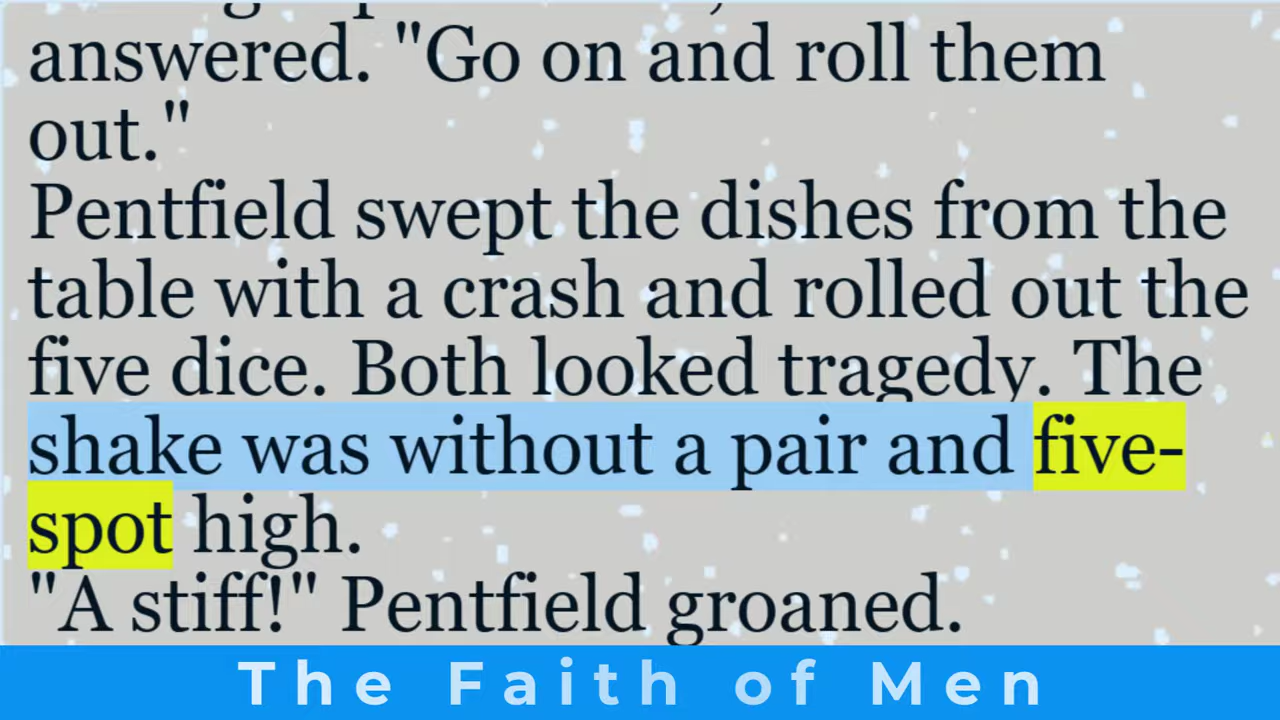 answered. "Go on and roll them
out."
Pentfield swept the dishes from the
table with a crash and rolled out the
five dice. Both looked tragedy. The
shake was without a pair and five-
spot high.
"A stiff!" Pentfield groaned.
The Faith of Men